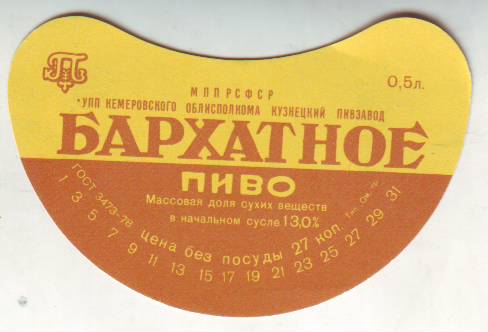 МПП РСФСР
0,5л.
УПП КЕМЕРОВСКОГО ОБЛИСПОЛКОМА КУЗНЕЦКИЙ ПИВЗАВОД
БАРХАТНОЕ
ПИВО
Массовая доля сухих веществ
в начальном сусле 13,0%
ГОСТ 3473-78 цена без посуды 27 коп.
1 3 5 7 9 11 13 15 17 19 21 23 25 27 29 31